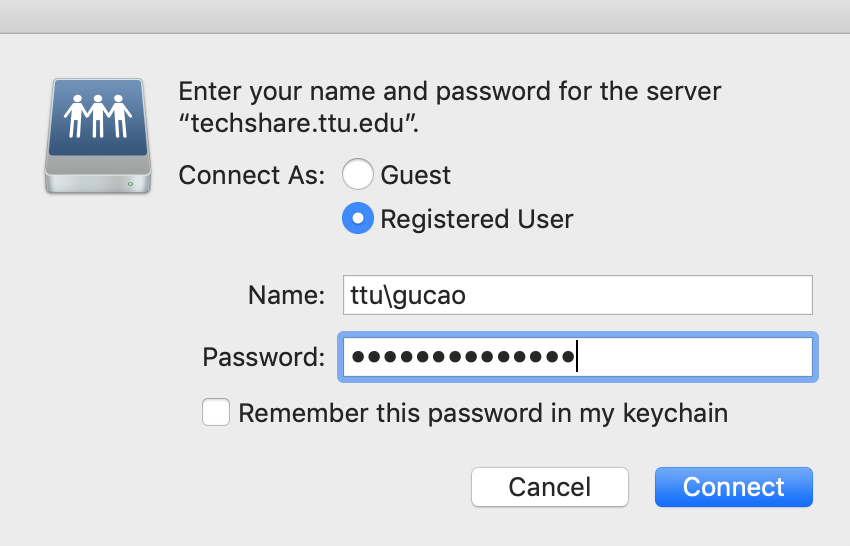 Enter your name and password for the server
“techshare.ttu.edu”.
Connect As: Guest
Registered User
Name: ttu\gucao
Password: ••••••••••••••
Remember this password in my keychain
Cancel Connect